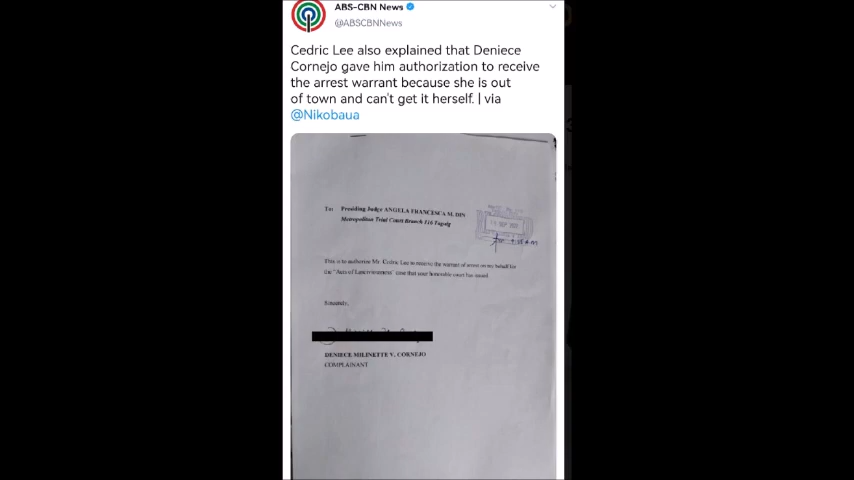 ABS-CBN News
@ABSCBNNews
Cedric Lee also explained that Deniece
Cornejo gave him authorization to receive
the arrest warrant because she is out
of town and can't get it herself. | via
@Nikobaua
To: Presiding Judge ANGELA FRANCESCA M. DIN
Metropolitan Trial Court Branch 116 Taguig
This is to authorize Mr. Cedric Lee to receive the warrant of arrest on my behalf for
the "Acts of Lasciviousness" case that your honorable court has issued.
Sincerely,
DENIECE MILINETTE V. CORNEJO
COMPLAINANT